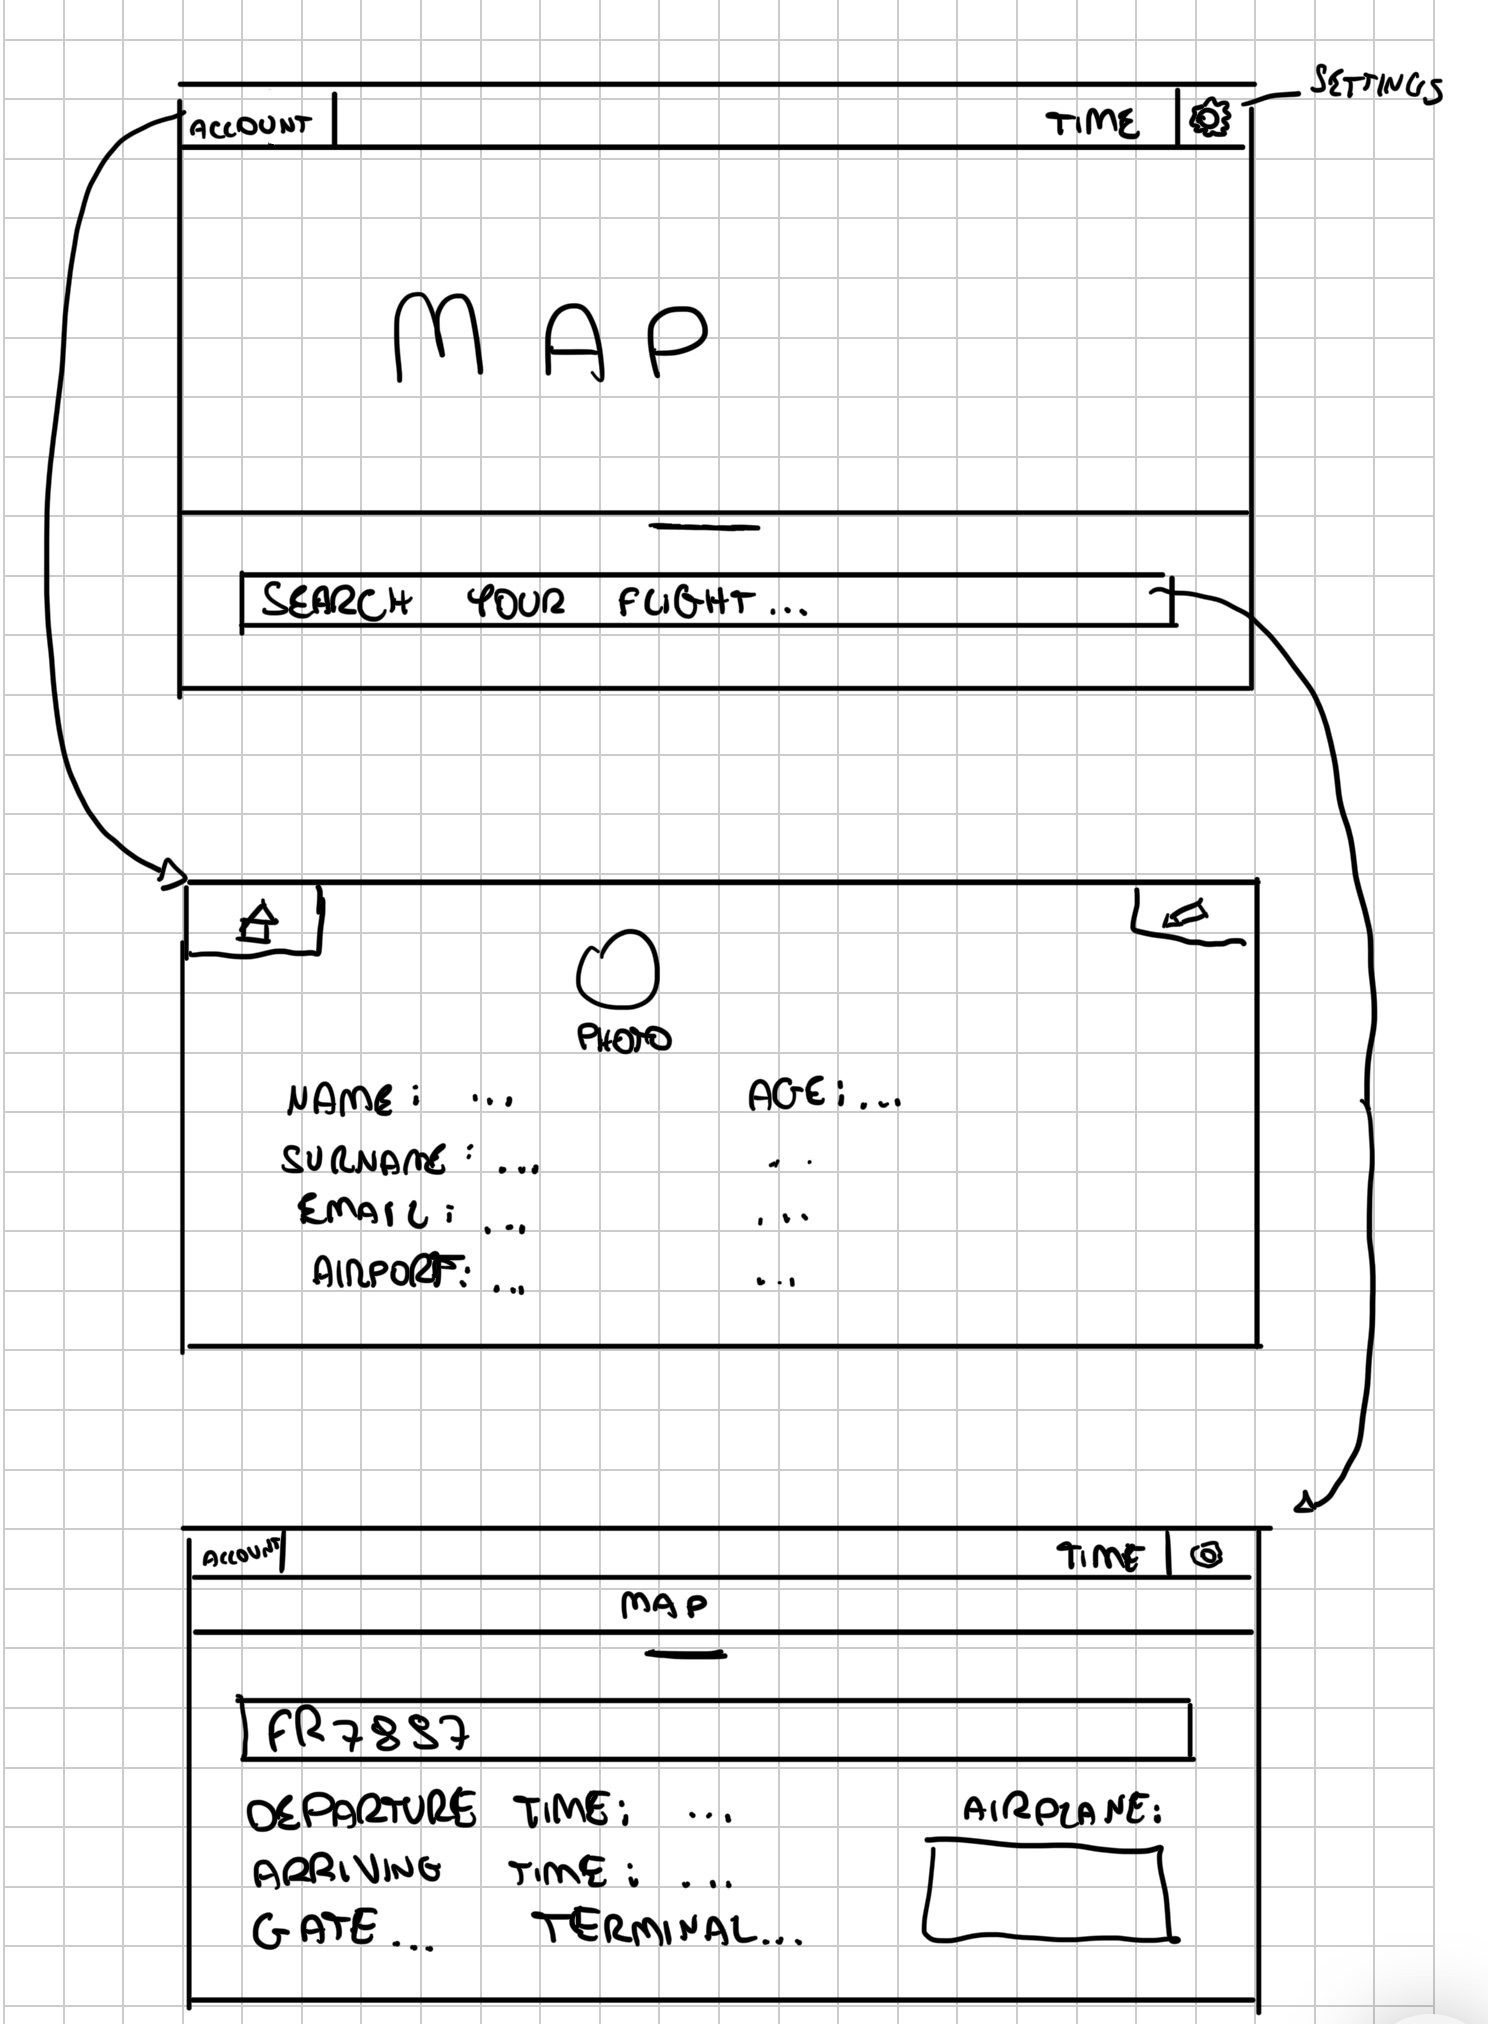 SETTINGS
ACCOUNT TIME
MAP
SEARCH YOUR FLIGHT...
PHOTO
NAME: ... AGE: ...
SURNAME: ... ..
EMAIL: ... ...
AIRPORT: ... ...
ACCOUNT TIME
MAP
FR7887
DEPARTURE TIME: ... AIRPLANE:
ARRIVING TIME: ...
GATE... TERMINAL...